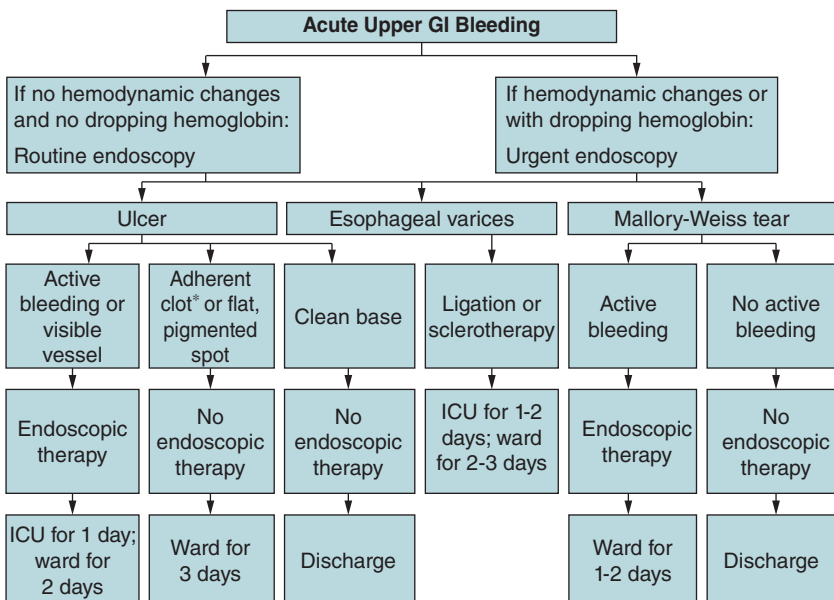 Acute Upper GI Bleeding
If no hemodynamic changes
and no dropping hemoglobin:
Routine endoscopy
If hemodynamic changes or
with dropping hemoglobin:
Urgent endoscopy
Ulcer
Esophageal varices
Mallory-Weiss tear
Active
bleeding or
visible
vessel
Adherent
clot* or flat,
pigmented
spot
Clean base
Ligation or
sclerotherapy
Active
bleeding
No active
bleeding
Endoscopic
therapy
No
endoscopic
therapy
No
endoscopic
therapy
ICU for 1-2
days; ward
for 2-3 days
Endoscopic
therapy
No
endoscopic
therapy
ICU for 1 day;
ward for
2 days
Ward for
3 days
Discharge
Ward for
1-2 days
Discharge